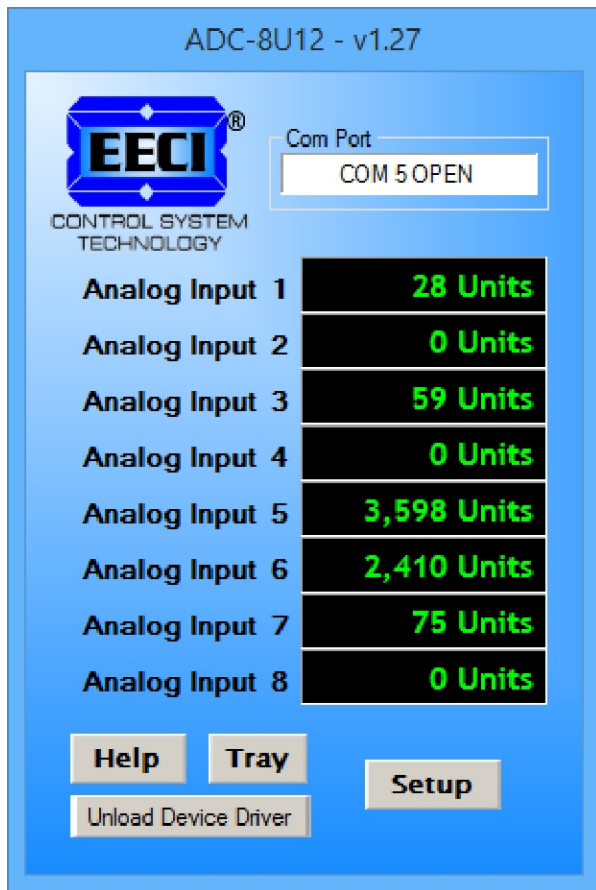 ADC-8U12 - v1.27
EECI ®
CONTROL SYSTEM
TECHNOLOGY
Com Port
COM 5 OPEN
Analog Input 1 28 Units
Analog Input 2 0 Units
Analog Input 3 59 Units
Analog Input 4 0 Units
Analog Input 5 3,598 Units
Analog Input 6 2,410 Units
Analog Input 7 75 Units
Analog Input 8 0 Units
Help Tray
Setup
Unload Device Driver